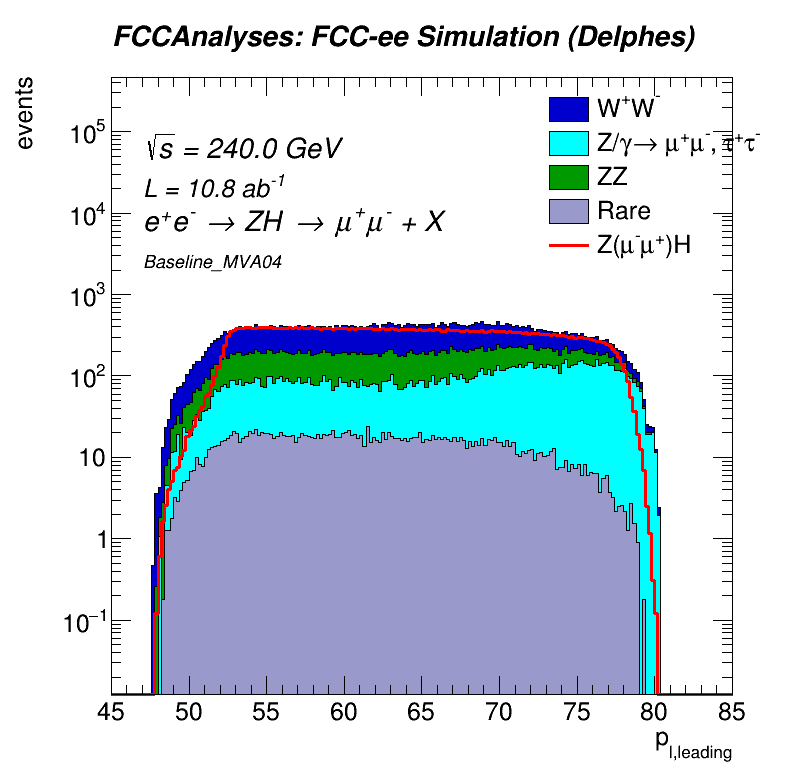 FCCAnalyses: FCC-ee Simulation (Delphes)
events
√s = 240.0 GeV
L = 10.8 ab⁻¹
e⁺e⁻ → ZH → μ⁺μ⁻ + X
Baseline_MVA04
W⁺W⁻
Z/γ→ μ⁺μ⁻, τ⁺τ⁻
ZZ
Rare
Z(μ⁻μ⁺)H
10⁵
10⁴
10³
10²
10
1
10⁻¹
45 50 55 60 65 70 75 80 85
p_l,leading